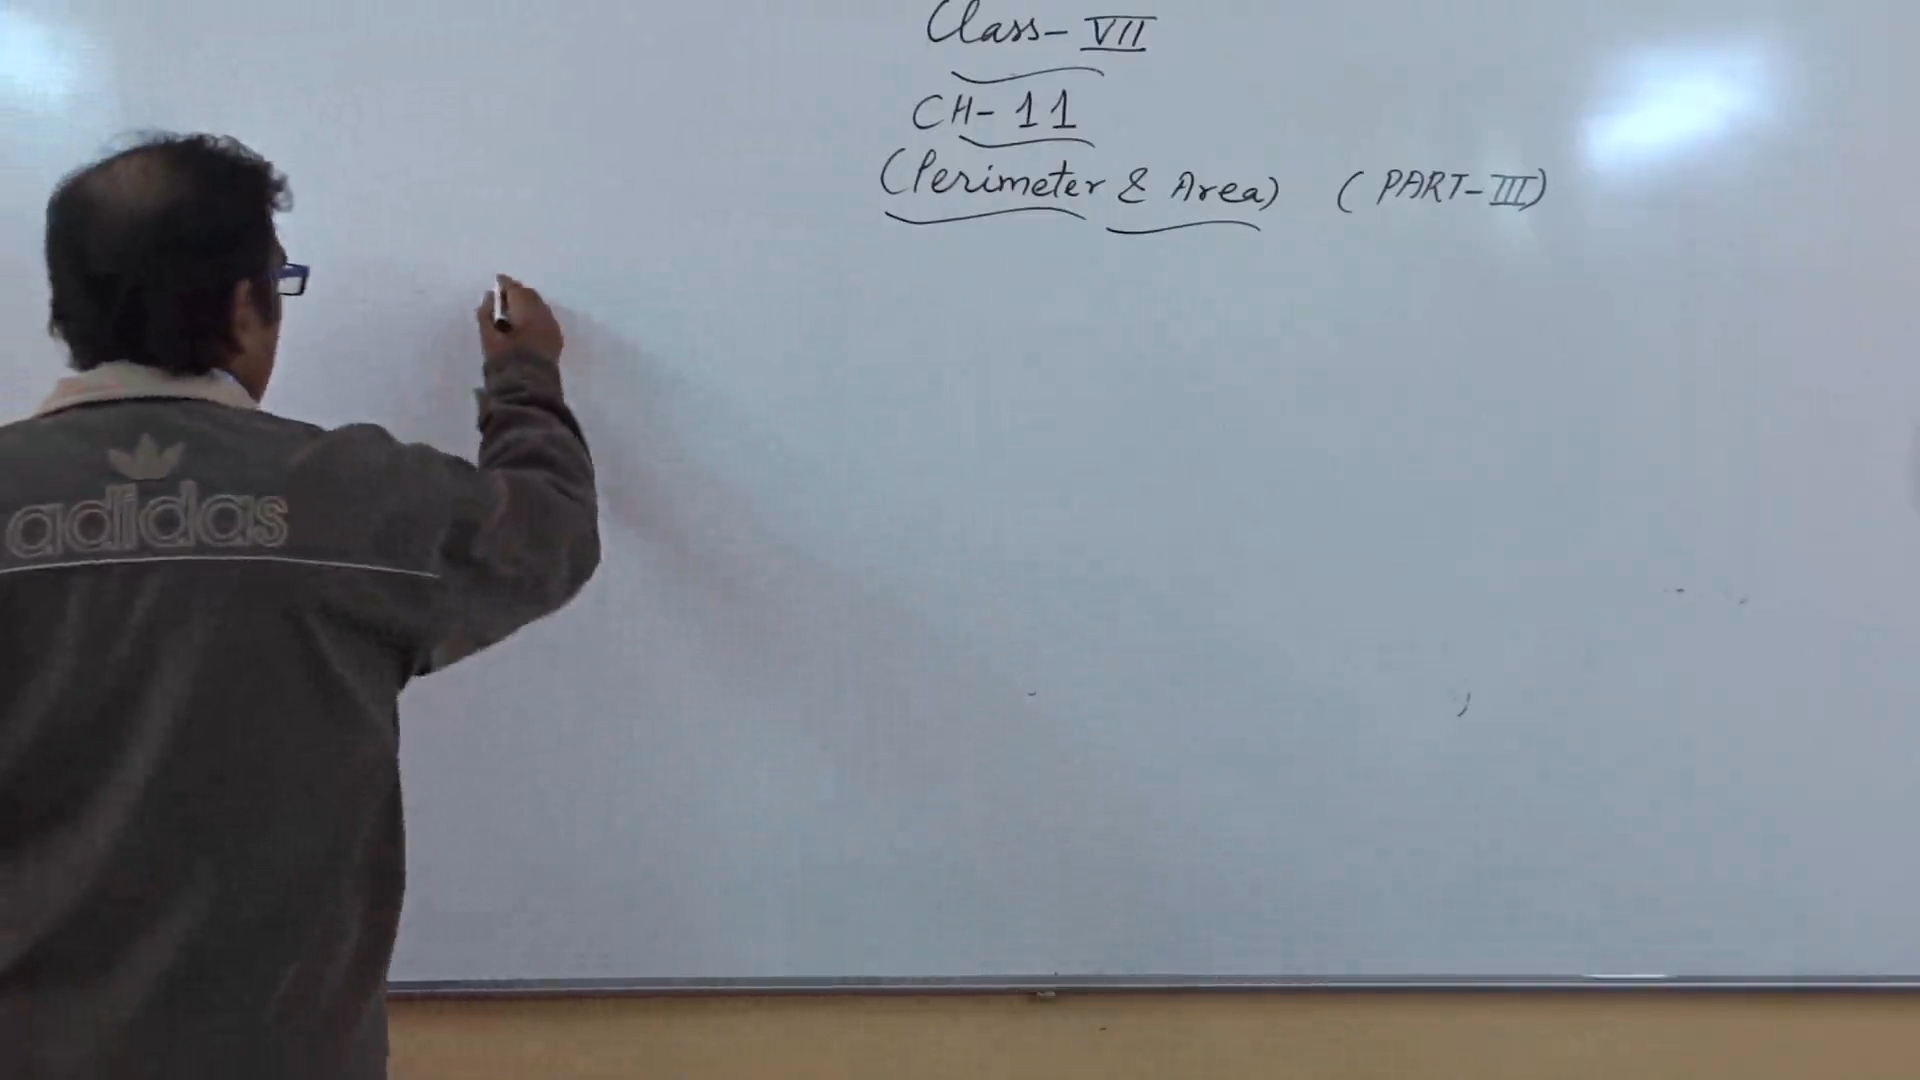 Class- VII
CH- 11
(Perimeter & Area) (PART-III)
adidas